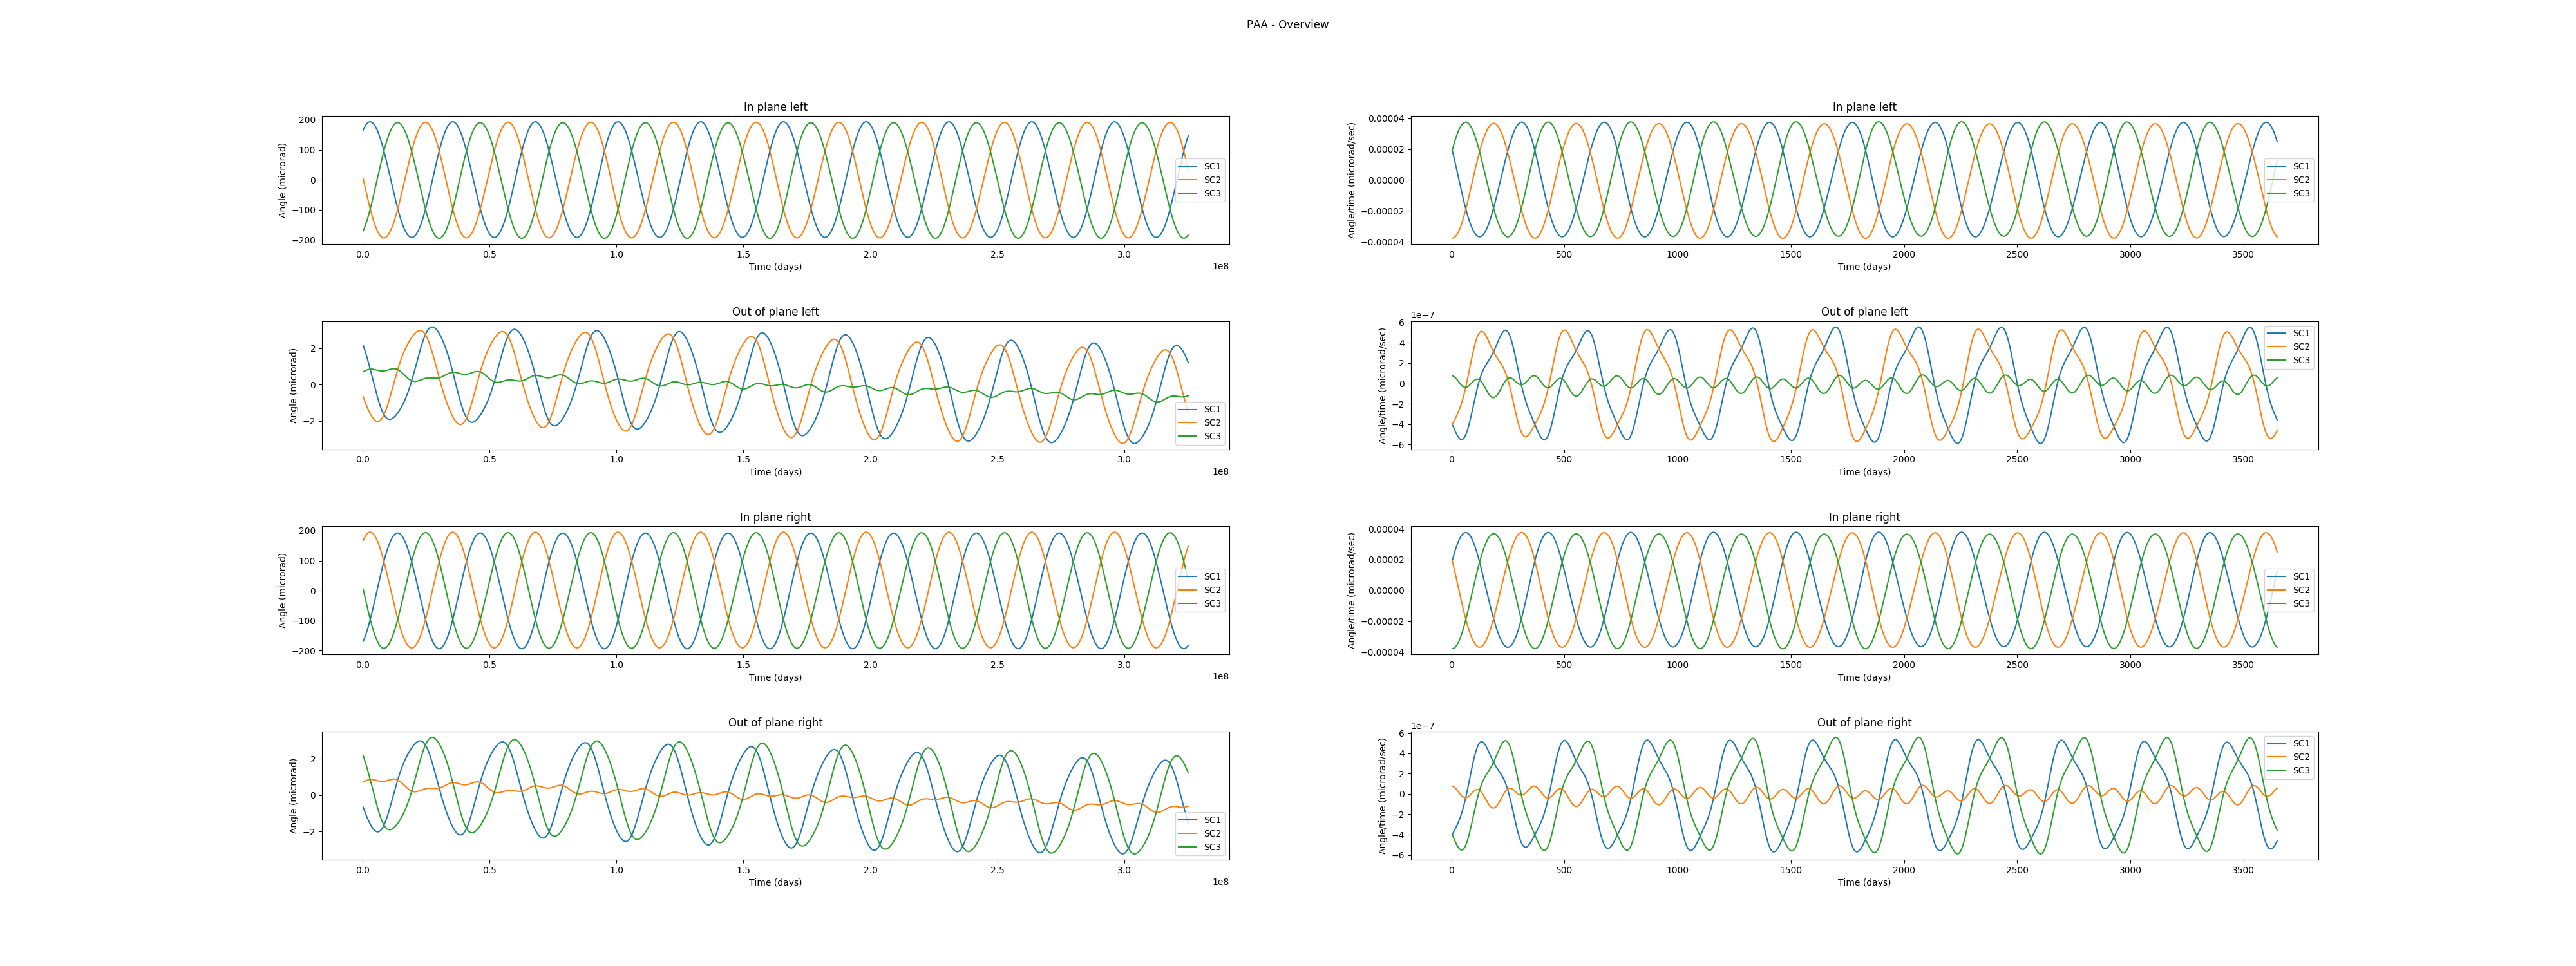 PAA - Overview
In plane left
Angle (microrad)
200
100
0
−100
−200
0.0 0.5 1.0 1.5 2.0 2.5 3.0
Time (days)
1e8
SC1
SC2
SC3
In plane left
Angle/time (microrad/sec)
0.00004
0.00002
0.00000
−0.00002
−0.00004
0 500 1000 1500 2000 2500 3000 3500
Time (days)
SC1
SC2
SC3
Out of plane left
Angle (microrad)
2
0
−2
0.0 0.5 1.0 1.5 2.0 2.5 3.0
Time (days)
1e8
SC1
SC2
SC3
Out of plane left
1e−7
Angle/time (microrad/sec)
6
4
2
0
−2
−4
−6
0 500 1000 1500 2000 2500 3000 3500
Time (days)
SC1
SC2
SC3
In plane right
Angle (microrad)
200
100
0
−100
−200
0.0 0.5 1.0 1.5 2.0 2.5 3.0
Time (days)
1e8
SC1
SC2
SC3
In plane right
Angle/time (microrad/sec)
0.00004
0.00002
0.00000
−0.00002
−0.00004
0 500 1000 1500 2000 2500 3000 3500
Time (days)
SC1
SC2
SC3
Out of plane right
Angle (microrad)
2
0
−2
0.0 0.5 1.0 1.5 2.0 2.5 3.0
Time (days)
1e8
SC1
SC2
SC3
Out of plane right
1e−7
Angle/time (microrad/sec)
6
4
2
0
−2
−4
−6
0 500 1000 1500 2000 2500 3000 3500
Time (days)
SC1
SC2
SC3